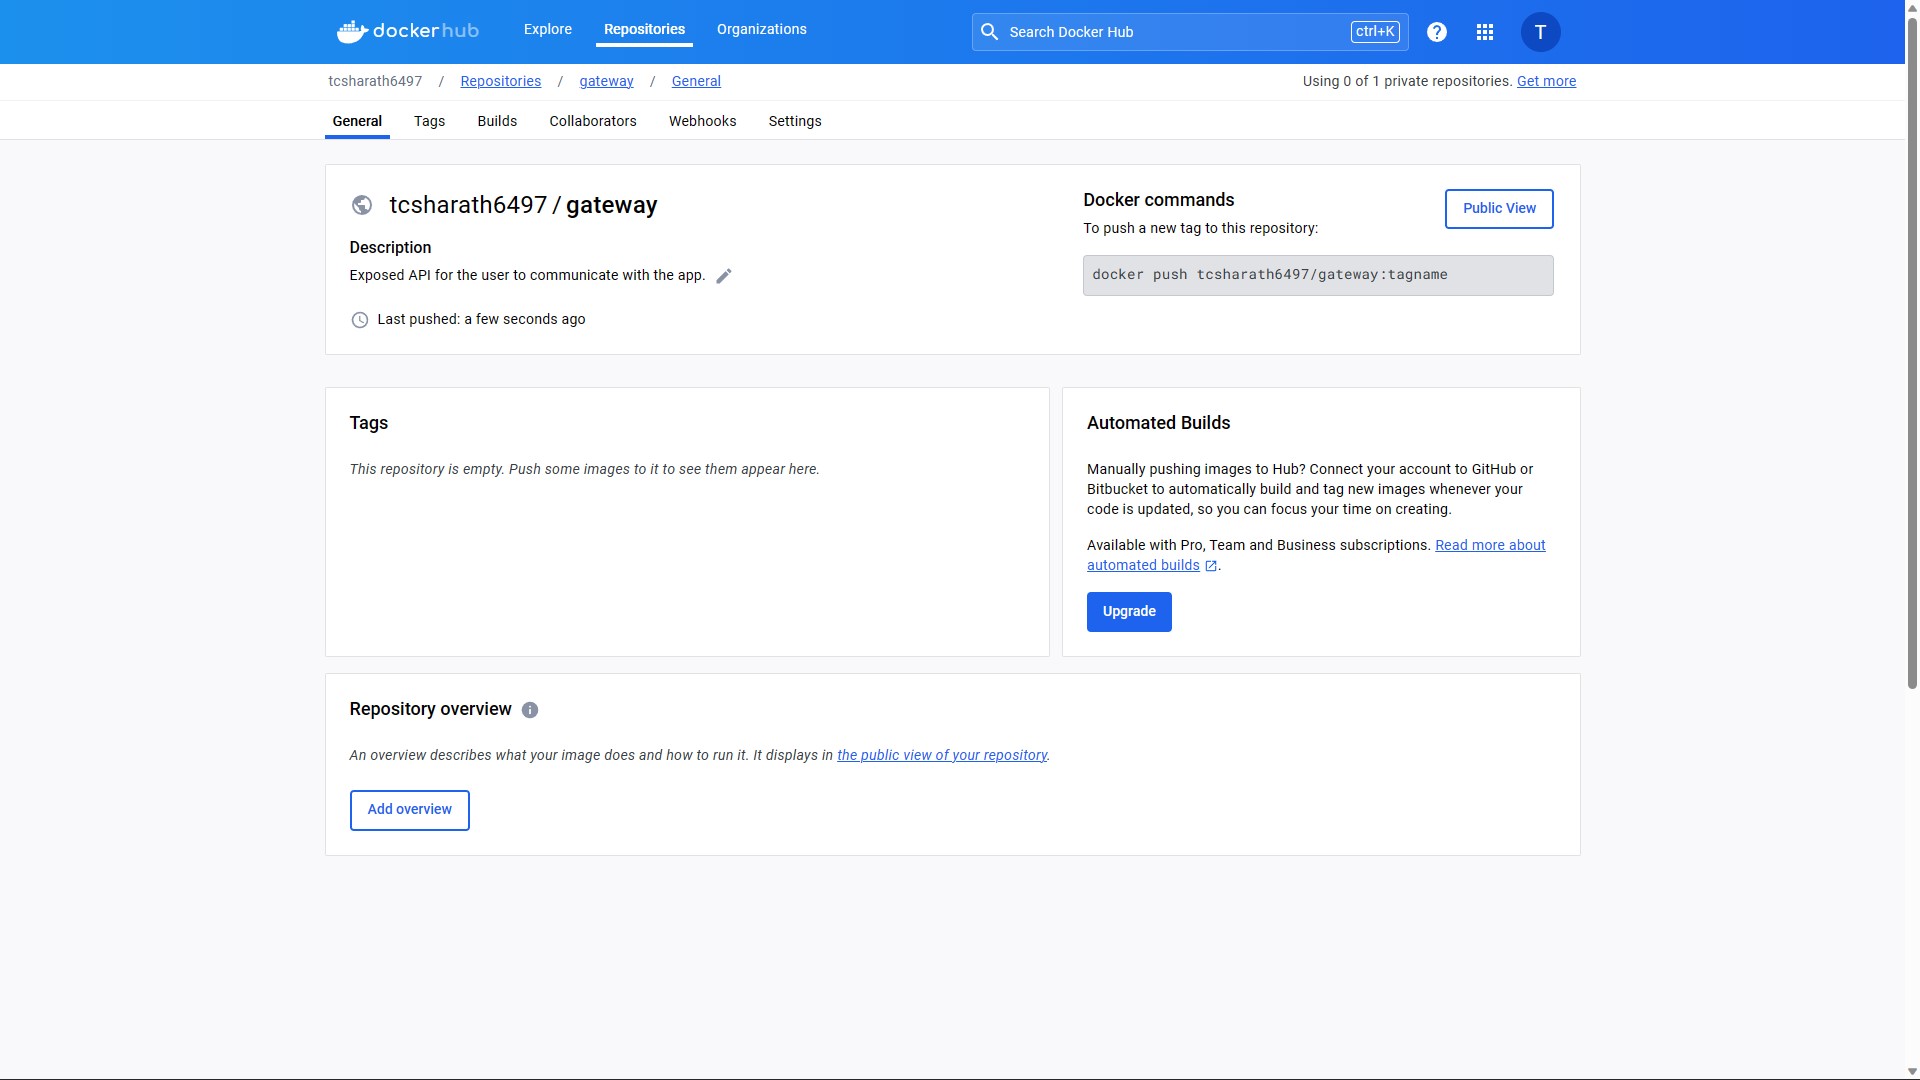 dockerhub
Explore
Repositories
Organizations
Search Docker Hub
ctrl+K
?
T
tcsharath6497 / Repositories / gateway / General
Using 0 of 1 private repositories. Get more
General
Tags
Builds
Collaborators
Webhooks
Settings
tcsharath6497 / gateway
Description
Exposed API for the user to communicate with the app.
Last pushed: a few seconds ago
Docker commands
To push a new tag to this repository:
Public View
docker push tcsharath6497/gateway:tagname
Tags
This repository is empty. Push some images to it to see them appear here.
Automated Builds
Manually pushing images to Hub? Connect your account to GitHub or
Bitbucket to automatically build and tag new images whenever your
code is updated, so you can focus your time on creating.
Available with Pro, Team and Business subscriptions. Read more about
automated builds.
Upgrade
Repository overview
An overview describes what your image does and how to run it. It displays in the public view of your repository.
Add overview